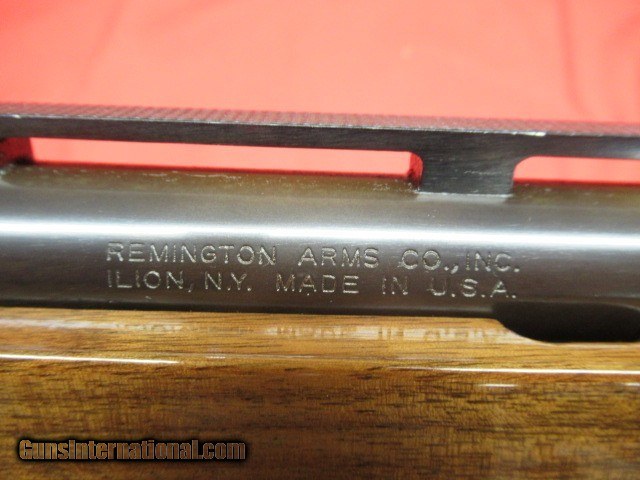 REMINGTON ARMS CO., INC.
ILION, N.Y. MADE IN U.S.A.
GunsInternational.com